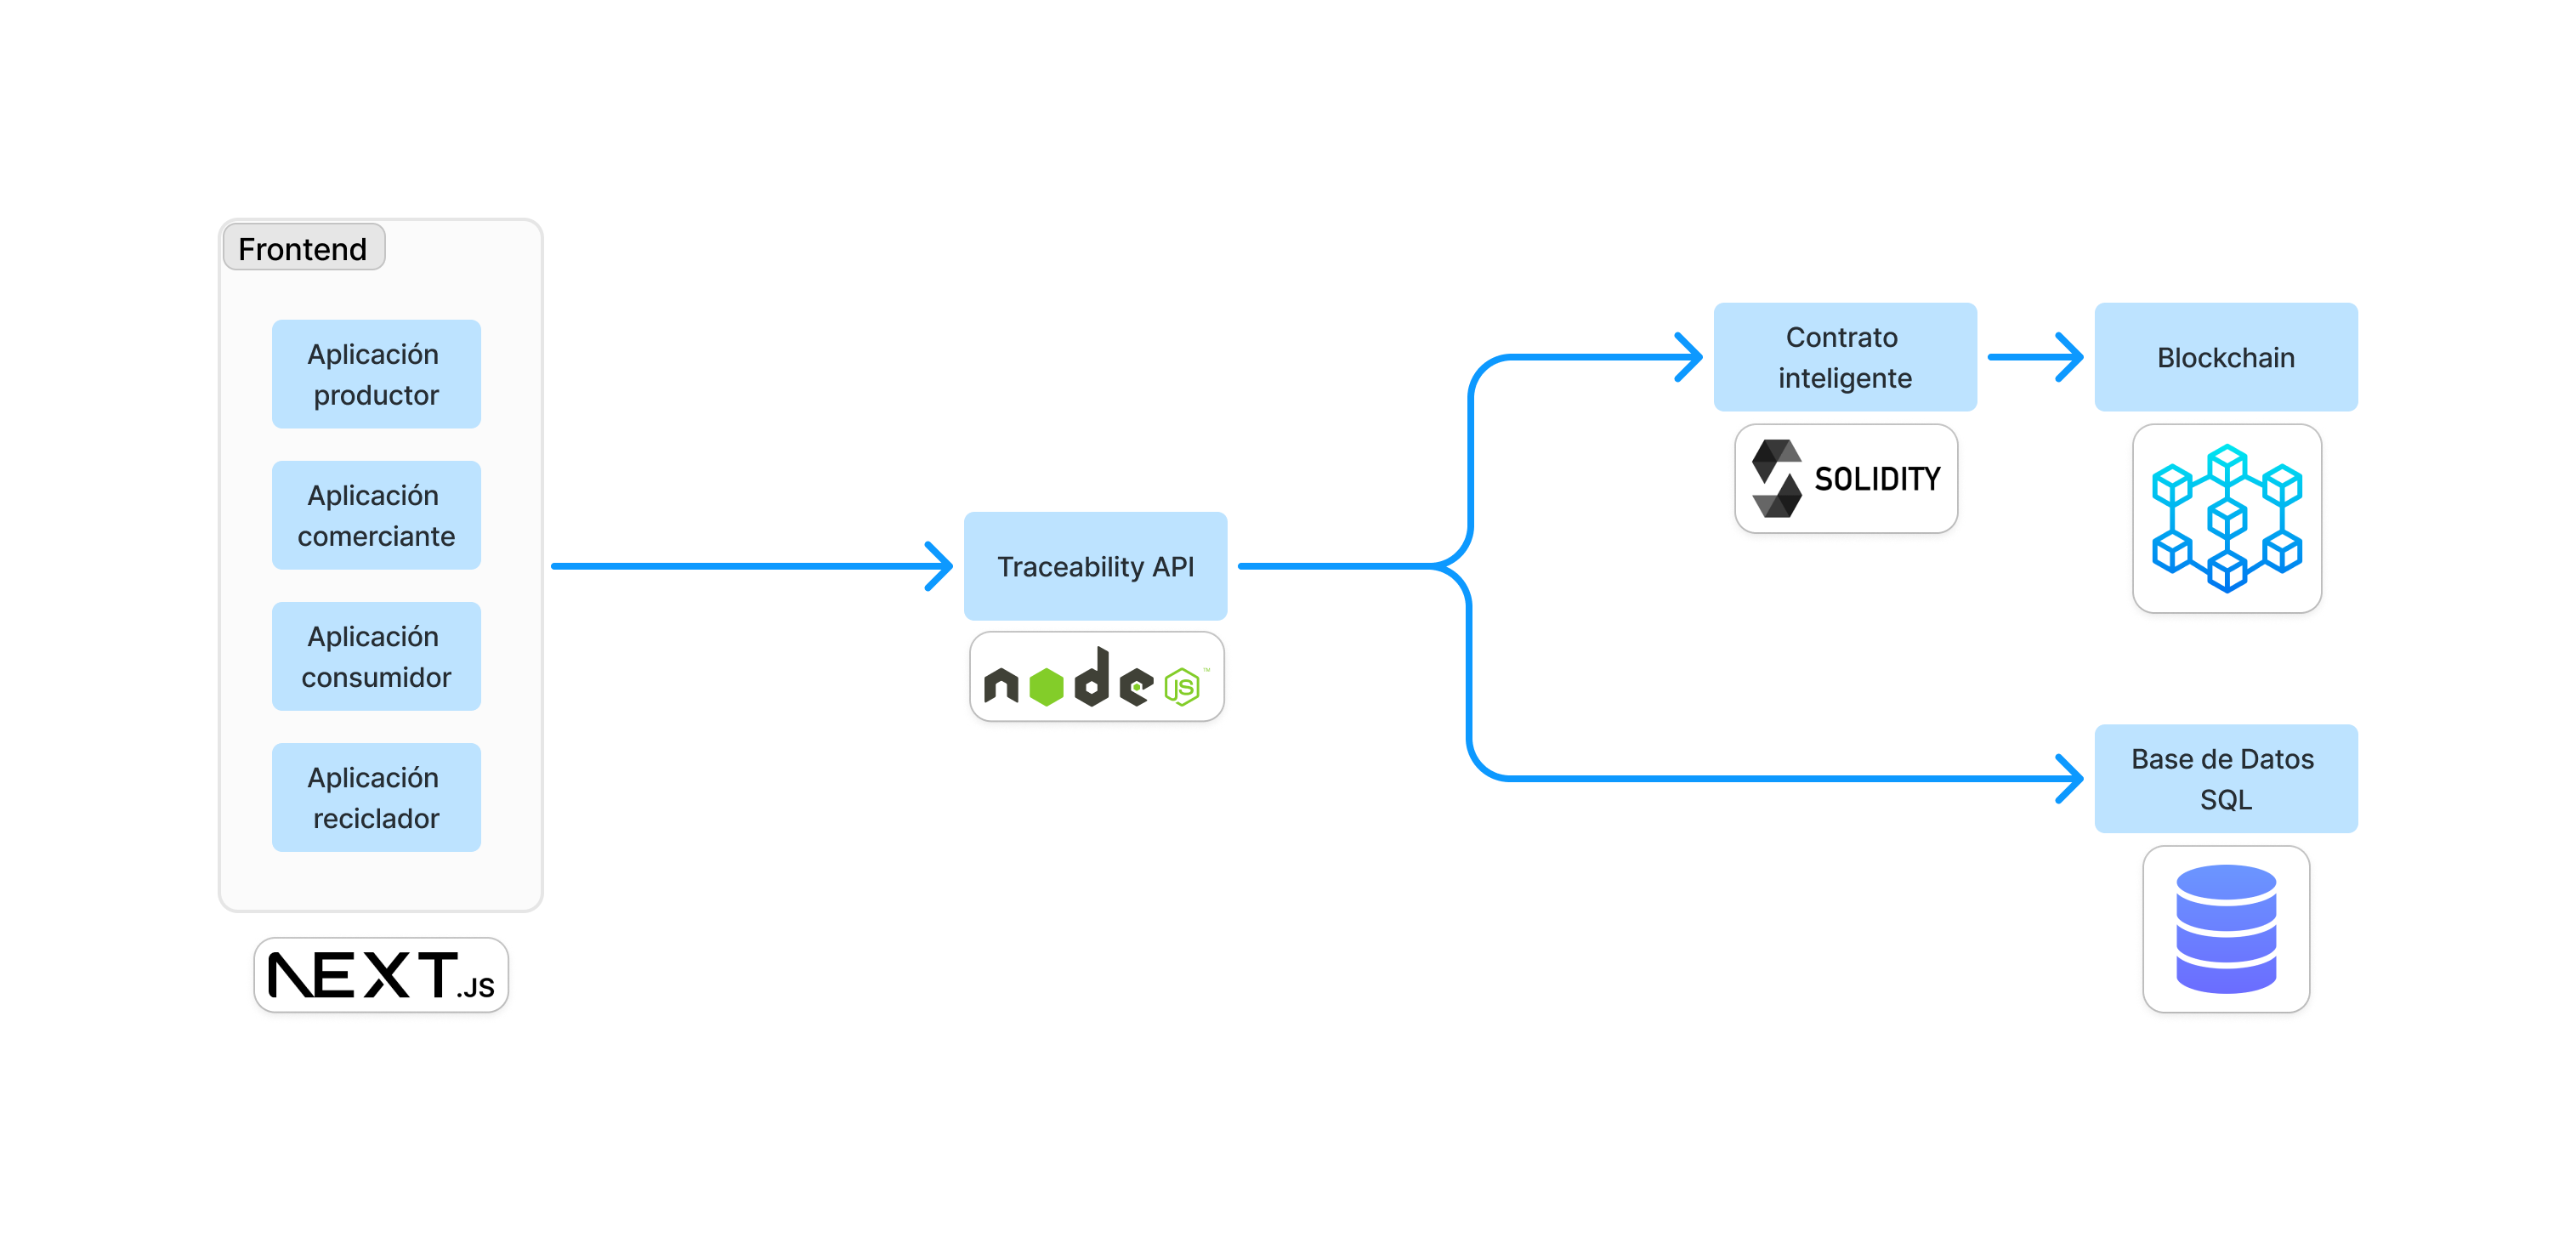 Frontend
Aplicación
productor
Aplicación
comerciante
Aplicación
consumidor
Aplicación
reciclador
NEXT.JS
Traceability API
node JS ™
Contrato
inteligente
SOLIDITY
Blockchain
Base de Datos
SQL